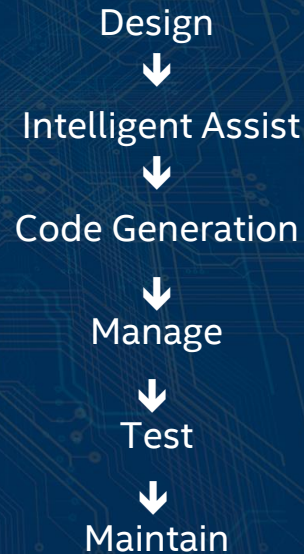 Design
↓
Intelligent Assist
↓
Code Generation
↓
Manage
↓
Test
↓
Maintain